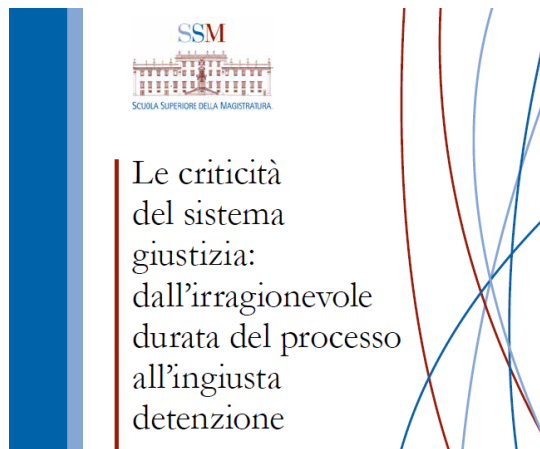 SSM
SCUOLA SUPERIORE DELLA MAGISTRATURA
Le criticità
del sistema
giustizia:
dall'irragionevole
durata del processo
all'ingiusta
detenzione